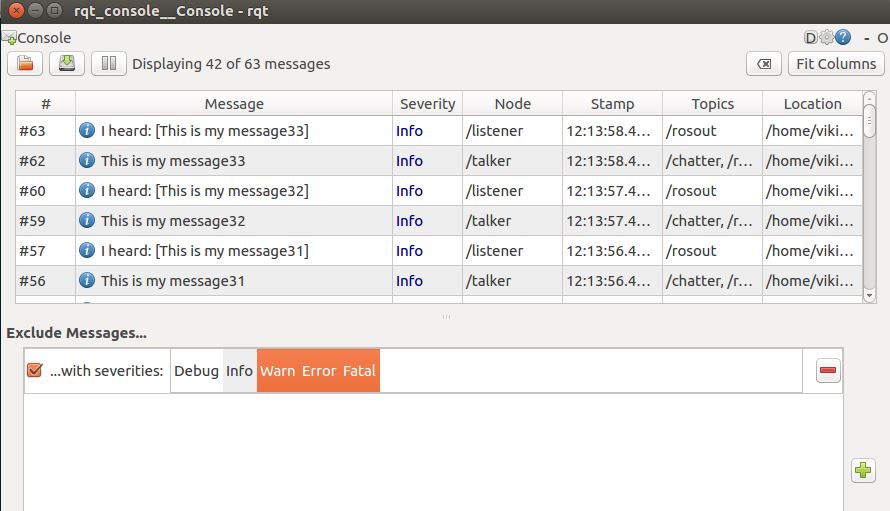 rqt_console__Console - rqt
Console D ? - O
Displaying 42 of 63 messages Fit Columns
# Message Severity Node Stamp Topics Location
#63 I heard: [This is my message33] Info /listener 12:13:58.4... /rosout /home/viki...
#62 This is my message33 Info /talker 12:13:58.4... /chatter, /r... /home/viki...
#60 I heard: [This is my message32] Info /listener 12:13:57.4... /rosout /home/viki...
#59 This is my message32 Info /talker 12:13:57.4... /chatter, /r... /home/viki...
#57 I heard: [This is my message31] Info /listener 12:13:56.4... /rosout /home/viki...
#56 This is my message31 Info /talker 12:13:56.4... /chatter, /r... /home/viki...
Exclude Messages...
...with severities: Debug Info Warn Error Fatal